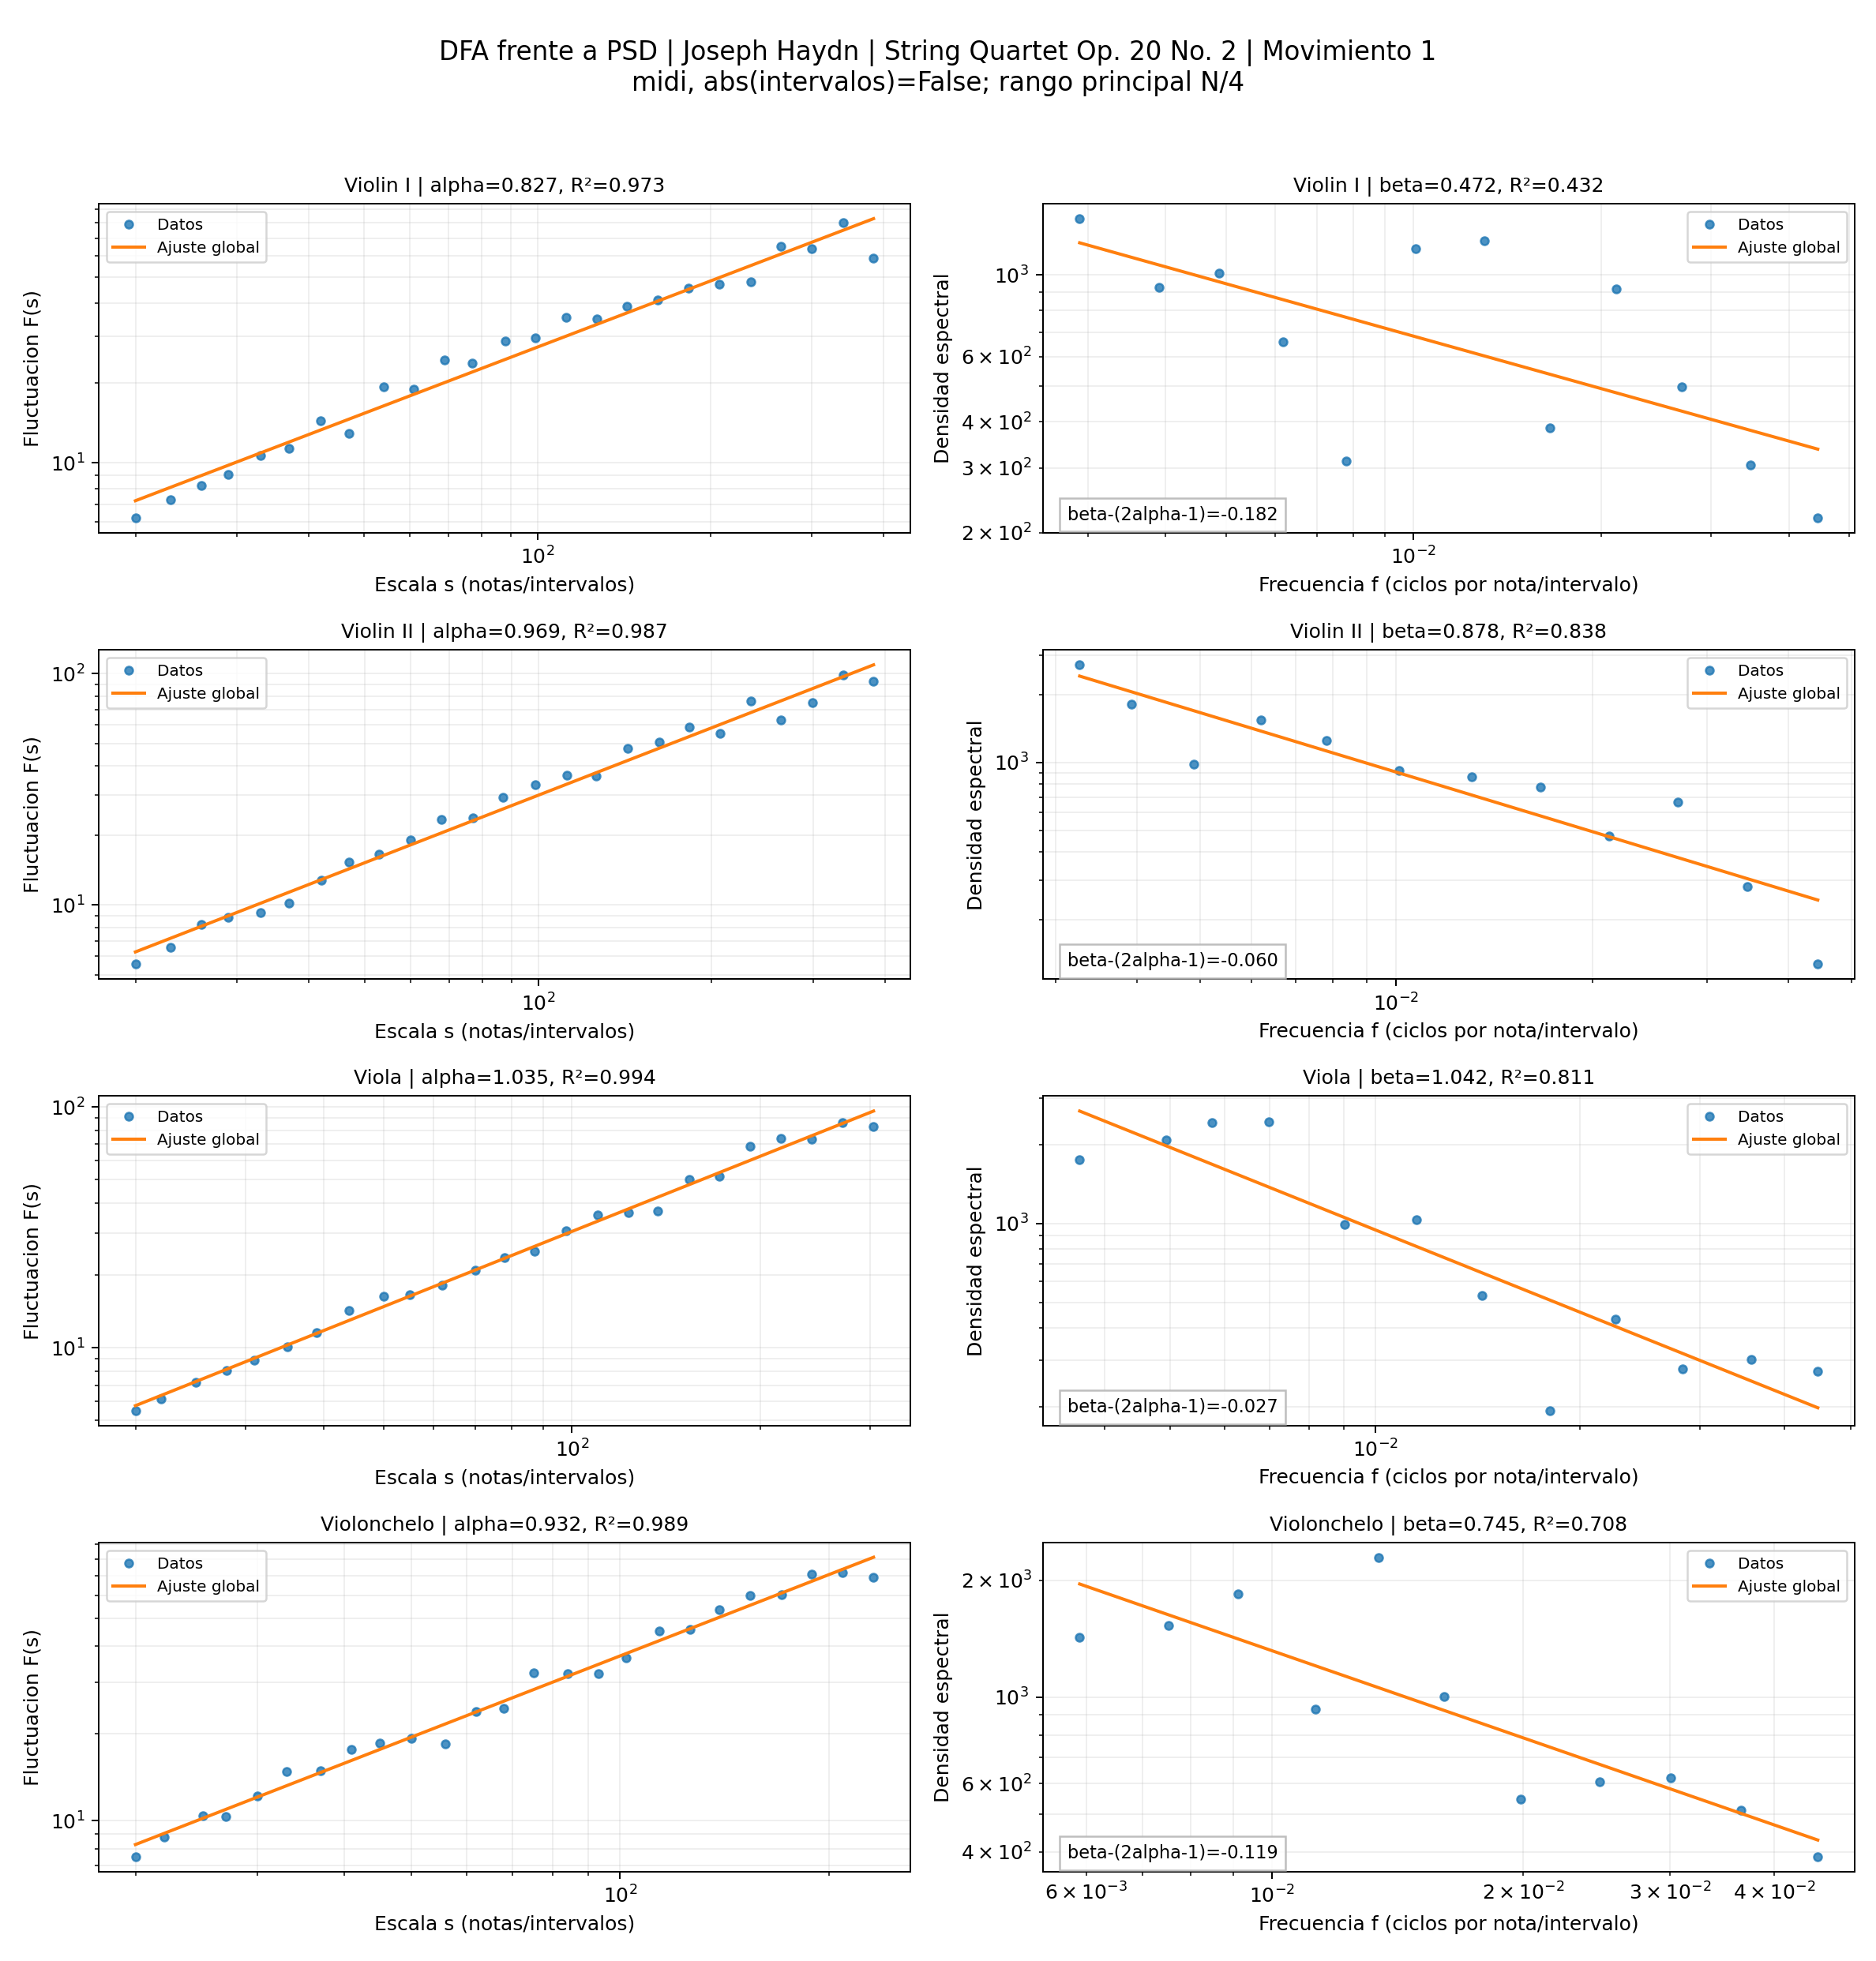 DFA frente a PSD | Joseph Haydn | String Quartet Op. 20 No. 2 | Movimiento 1
midi, abs(intervalos)=False; rango principal N/4
Violin I | alpha=0.827, R²=0.973
Datos
Ajuste global
Fluctuacion F(s)
10¹
10²
Escala s (notas/intervalos)
Violin I | beta=0.472, R²=0.432
Datos
Ajuste global
Densidad espectral
10³
6 × 10²
4 × 10²
3 × 10²
2 × 10²
beta-(2alpha-1)=-0.182
10⁻²
Frecuencia f (ciclos por nota/intervalo)
Violin II | alpha=0.969, R²=0.987
Datos
Ajuste global
Fluctuacion F(s)
10²
10¹
10²
Escala s (notas/intervalos)
Violin II | beta=0.878, R²=0.838
Datos
Ajuste global
Densidad espectral
10³
beta-(2alpha-1)=-0.060
10⁻²
Frecuencia f (ciclos por nota/intervalo)
Viola | alpha=1.035, R²=0.994
Datos
Ajuste global
Fluctuacion F(s)
10²
10¹
10²
Escala s (notas/intervalos)
Viola | beta=1.042, R²=0.811
Datos
Ajuste global
Densidad espectral
10³
beta-(2alpha-1)=-0.027
10⁻²
Frecuencia f (ciclos por nota/intervalo)
Violonchelo | alpha=0.932, R²=0.989
Datos
Ajuste global
Fluctuacion F(s)
10¹
10²
Escala s (notas/intervalos)
Violonchelo | beta=0.745, R²=0.708
Datos
Ajuste global
Densidad espectral
2 × 10³
10³
6 × 10²
4 × 10²
beta-(2alpha-1)=-0.119
6 × 10⁻³ 10⁻² 2 × 10⁻² 3 × 10⁻² 4 × 10⁻²
Frecuencia f (ciclos por nota/intervalo)